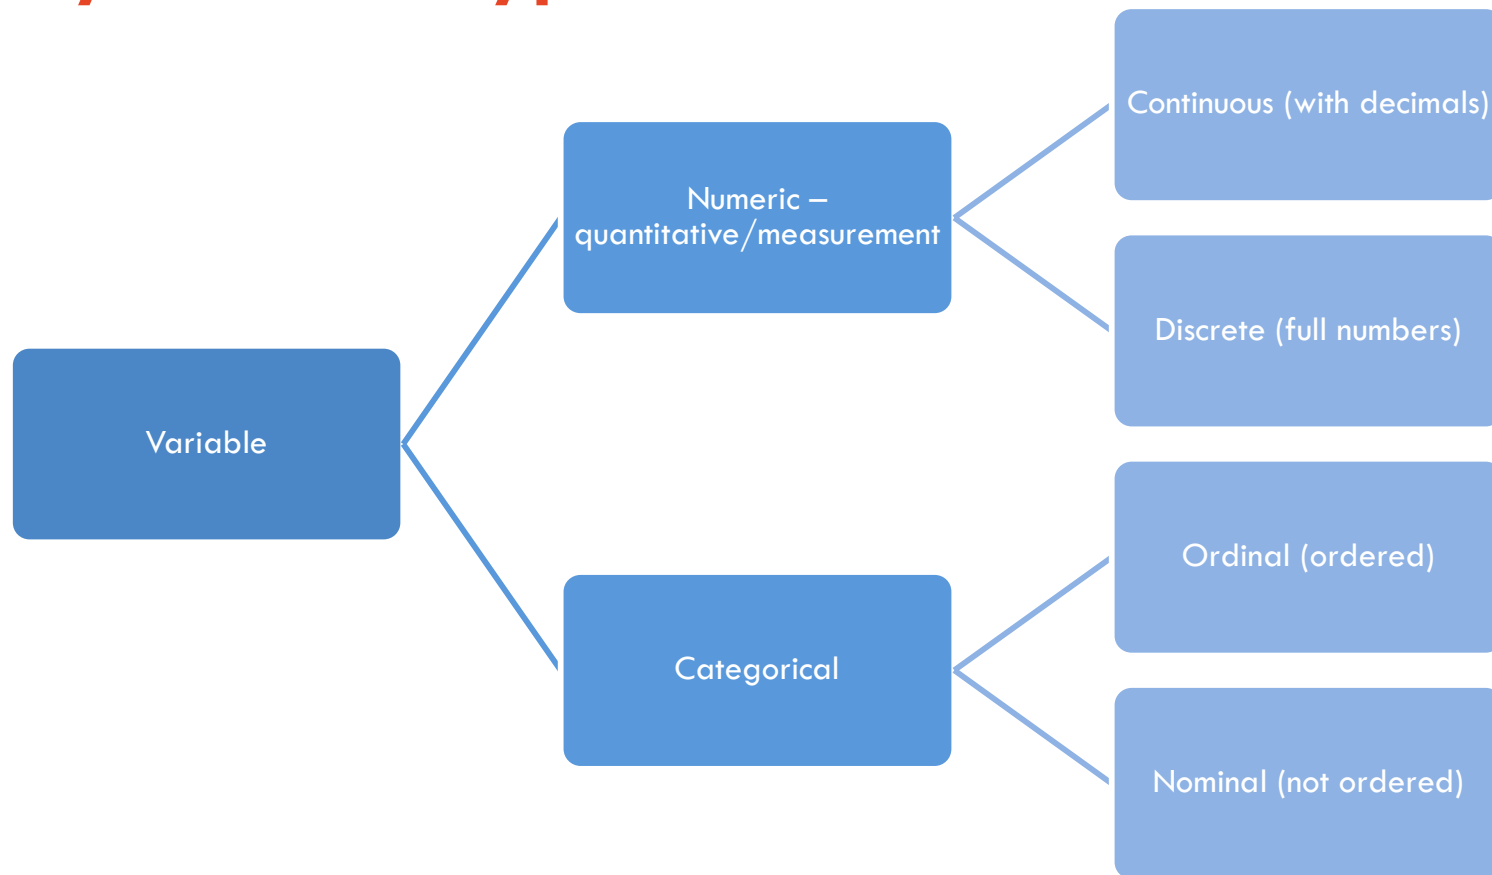 Continuous (with decimals)
Numeric –
quantitative/measurement
Discrete (full numbers)
Variable
Ordinal (ordered)
Categorical
Nominal (not ordered)